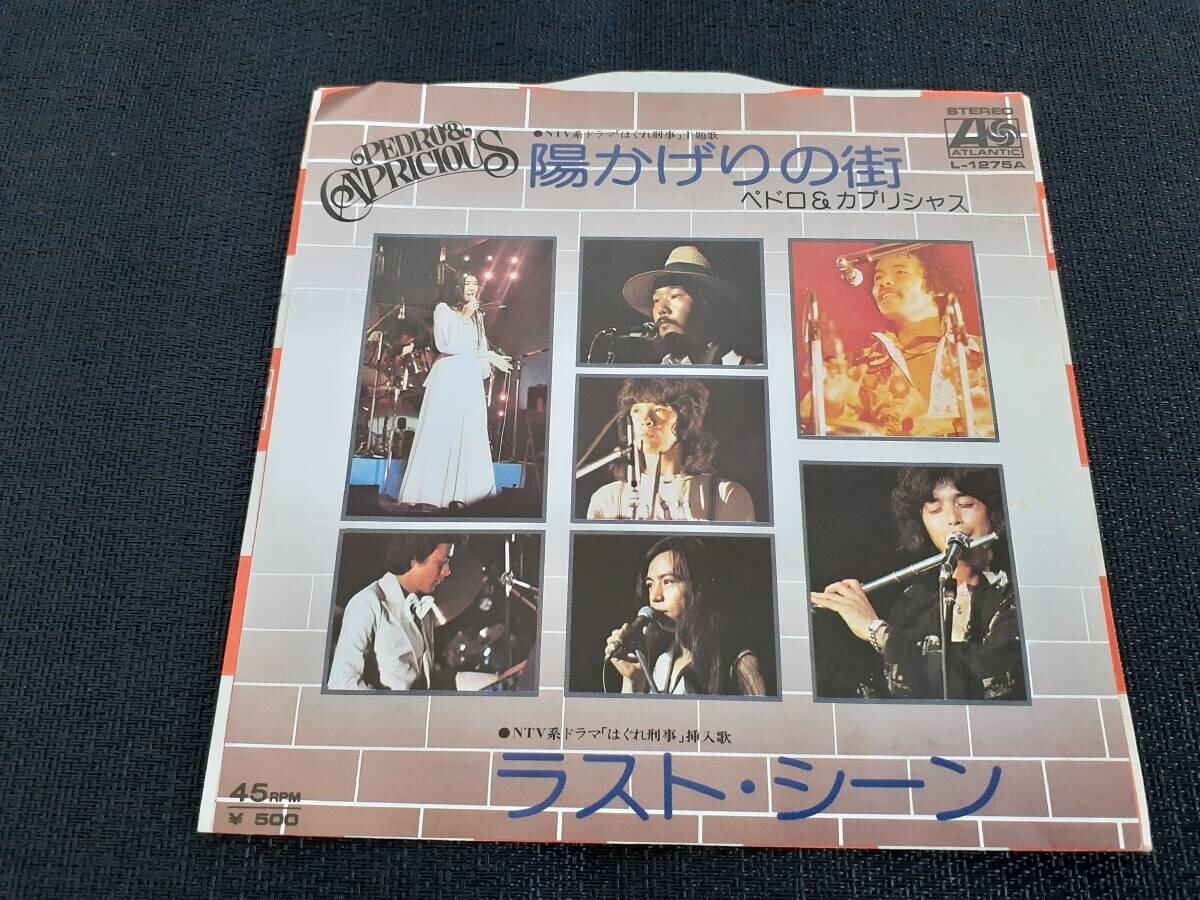 PEDRO &
CAPRICIOUS
●NTV系ドラマ「はぐれ刑事」主題歌
陽かげりの街
ペドロ&カプリシャス
STEREO
ATLANTIC
L-1275A
●NTV系ドラマ「はぐれ刑事」挿入歌
ラスト・シーン
45RPM
¥500